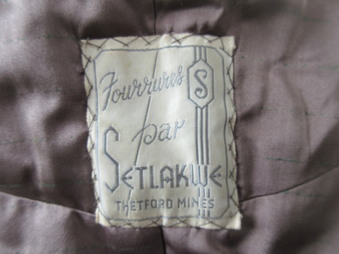 Fourrures S
par
SETLAKWE
THETFORD MINES